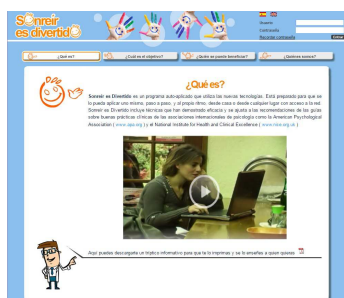 Sonreir
es divertido
Usuario
Contraseña
Recordar contraseña
¿Qué es?
¿Cuál es el objetivo?
¿Quién se puede beneficiar?
¿Quiénes somos?
¿Qué es?
Sonreir es Divertido es un programa auto-aplicado que utiliza las nuevas tecnologías. Está preparado para que se
lo pueda aplicar uno mismo, paso a paso, y al propio ritmo, desde casa o desde cualquier lugar con acceso a la red.
Sonreir es Divertido incluye técnicas que han demostrado eficacia y se ajusta a las recomendaciones de las guías
sobre buenas prácticas clínicas de las asociaciones internacionales de psicología como la American Psychological
Association ( www.apa.org ) y el National Institute for Health and Clinical Excellence ( www.nice.org.uk )
Aquí puedes descargarte un tríptico informativo para que te lo imprimas y se lo enseñes a quien quieras